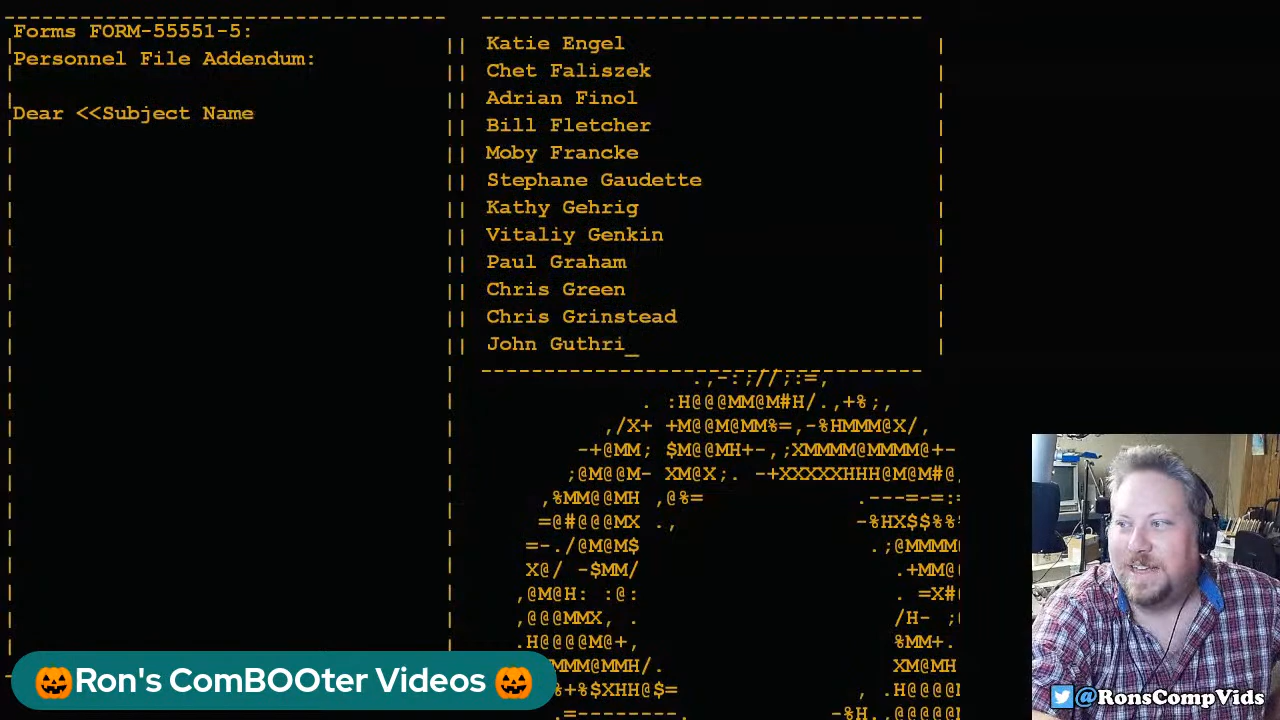 Forms FORM-55551-5:
Personnel File Addendum:
Dear <<Subject Name
Katie Engel
Chet Faliszek
Adrian Finol
Bill Fletcher
Moby Francke
Stephane Gaudette
Kathy Gehrig
Vitaliy Genkin
Paul Graham
Chris Green
Chris Grinstead
John Guthri_
🎃Ron's ComBOOter Videos 🎃
@RonsCompVids